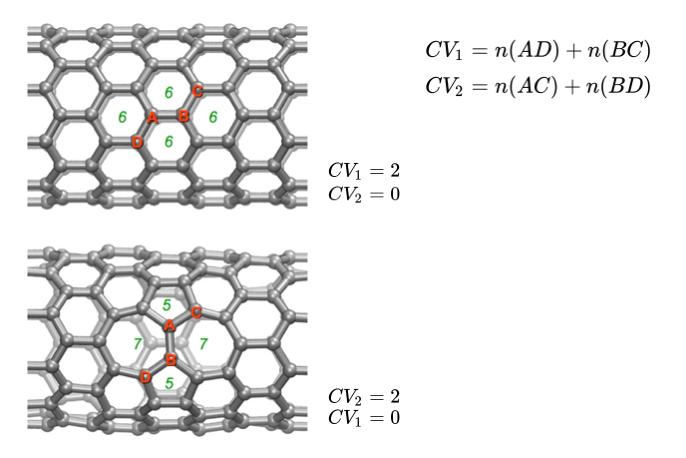 CV₁ = n(AD) + n(BC)
CV₂ = n(AC) + n(BD)
6
C
6
A
B
6
D
6
CV₁ = 2
CV₂ = 0
5
C
A
7
7
B
D
5
CV₂ = 2
CV₁ = 0